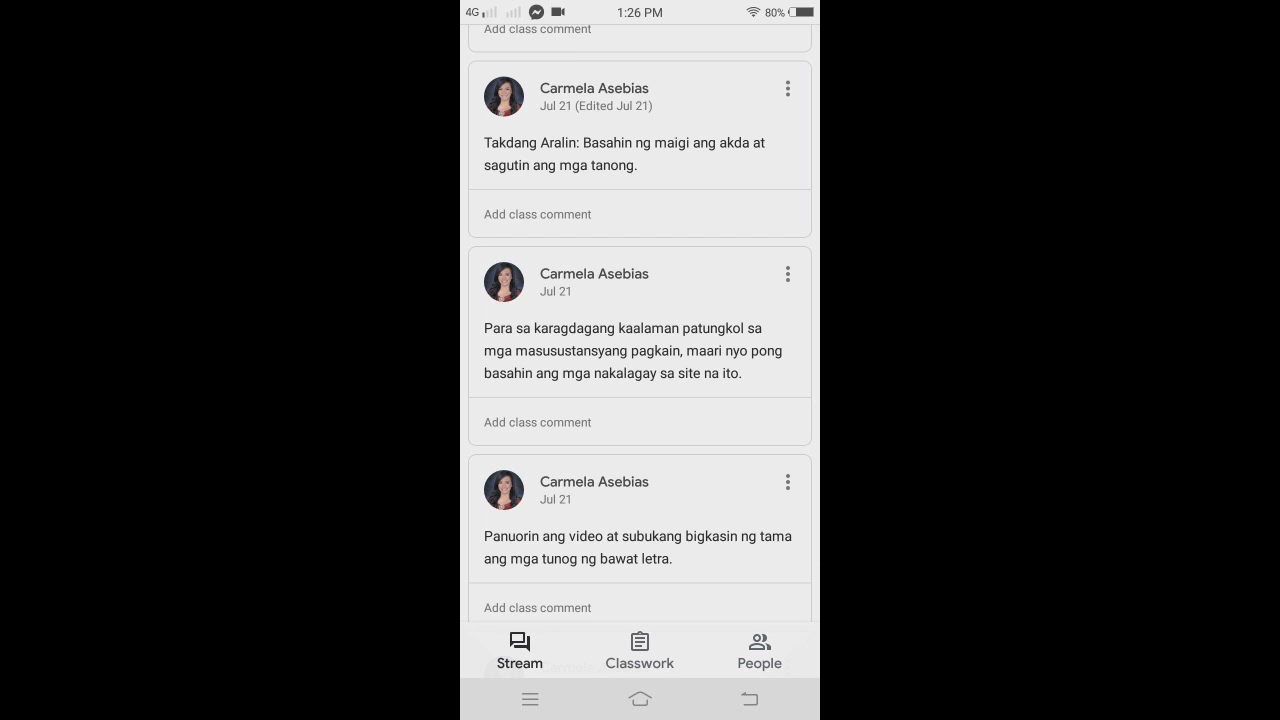 4G 1:26 PM 80%
Add class comment
Carmela Asebias
Jul 21 (Edited Jul 21)
Takdang Aralin: Basahin ng maigi ang akda at
sagutin ang mga tanong.
Add class comment
Carmela Asebias
Jul 21
Para sa karagdagang kaalaman patungkol sa
mga masusustansyang pagkain, maari nyo pong
basahin ang mga nakalagay sa site na ito.
Add class comment
Carmela Asebias
Jul 21
Panuorin ang video at subukang bigkasin ng tama
ang mga tunog ng bawat letra.
Add class comment
Stream Classwork People